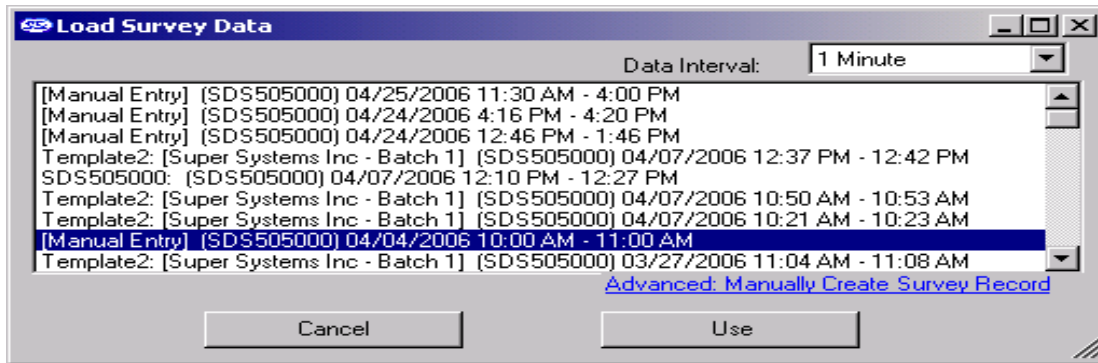 Load Survey Data
Data Interval: 1 Minute
[Manual Entry] (SDS505000) 04/25/2006 11:30 AM - 4:00 PM
[Manual Entry] (SDS505000) 04/24/2006 4:16 PM - 4:20 PM
[Manual Entry] (SDS505000) 04/24/2006 12:46 PM - 1:46 PM
Template2: [Super Systems Inc - Batch 1] (SDS505000) 04/07/2006 12:37 PM - 12:42 PM
SDS505000: (SDS505000) 04/07/2006 12:10 PM - 12:27 PM
Template2: [Super Systems Inc - Batch 1] (SDS505000) 04/07/2006 10:50 AM - 10:53 AM
Template2: [Super Systems Inc - Batch 1] (SDS505000) 04/07/2006 10:21 AM - 10:23 AM
[Manual Entry] (SDS505000) 04/04/2006 10:00 AM - 11:00 AM
Template2: [Super Systems Inc - Batch 1] (SDS505000) 03/27/2006 11:04 AM - 11:08 AM
Advanced: Manually Create Survey Record
Cancel Use